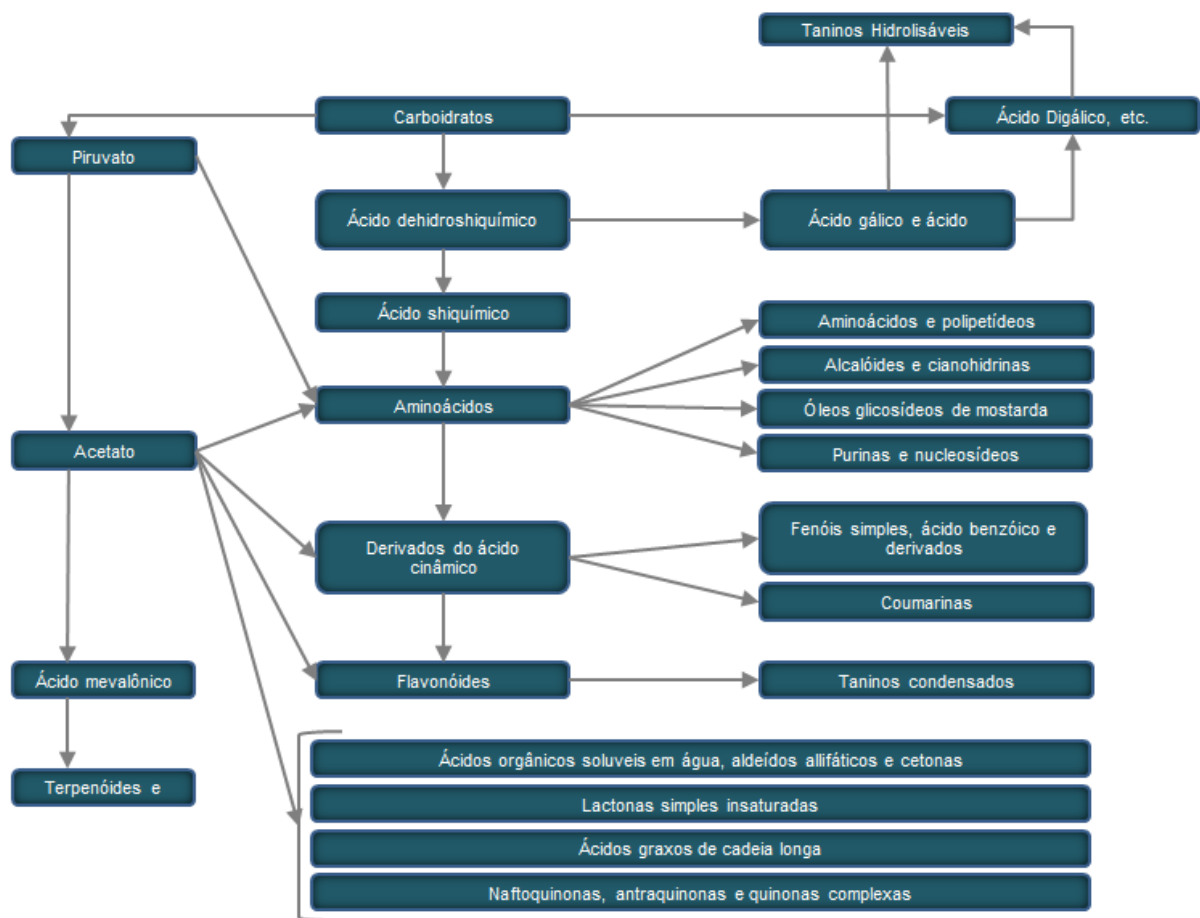 Taninos Hidrolisáveis
Carboidratos
Ácido Digálico, etc.
Piruvato
Ácido dehidroshiquímico
Ácido gálico e ácido
Ácido shiquímico
Aminoácidos e polipetídeos
Alcalóides e cianohidrinas
Aminoácidos
Óleos glicosídeos de mostarda
Acetato
Purinas e nucleosídeos
Derivados do ácido
cinâmico
Fenóis simples, ácido benzóico e
derivados
Coumarinas
Ácido mevalônico
Flavonóides
Taninos condensados
Terpenóides e
Ácidos orgânicos soluveis em água, aldeídos allifáticos e cetonas
Lactonas simples insaturadas
Ácidos graxos de cadeia longa
Naftoquinonas, antraquinonas e quinonas complexas